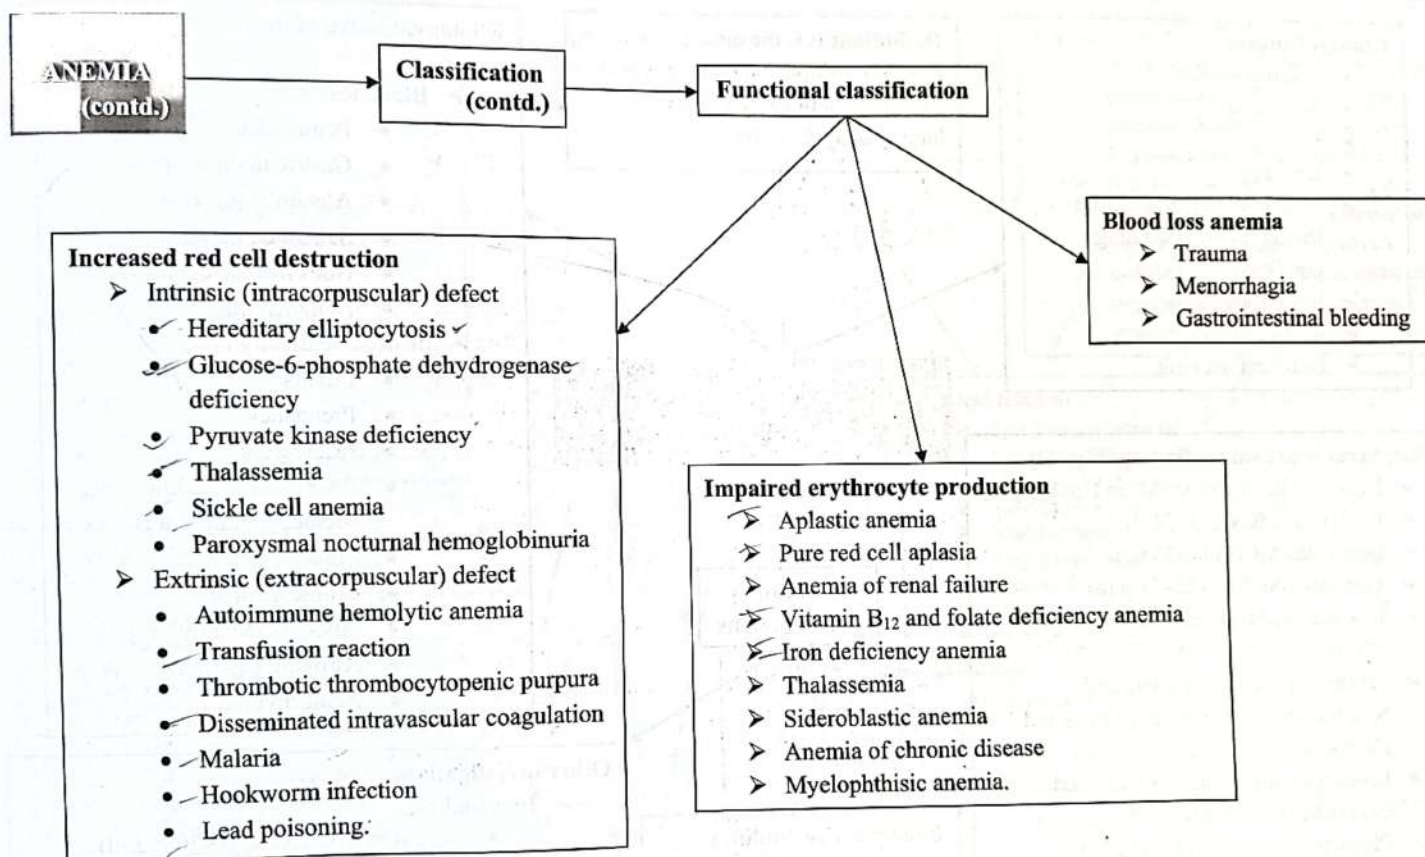 ANEMIA
(contd.)
Classification
(contd.)
Functional classification
Increased red cell destruction
➢ Intrinsic (intracorpuscular) defect
• Hereditary elliptocytosis
• Glucose-6-phosphate dehydrogenase
deficiency
• Pyruvate kinase deficiency
• Thalassemia
• Sickle cell anemia
• Paroxysmal nocturnal hemoglobinuria
➢ Extrinsic (extracorpuscular) defect
• Autoimmune hemolytic anemia
• Transfusion reaction
• Thrombotic thrombocytopenic purpura
• Disseminated intravascular coagulation
• Malaria
• Hookworm infection
• Lead poisoning.
Impaired erythrocyte production
➢ Aplastic anemia
➢ Pure red cell aplasia
➢ Anemia of renal failure
➢ Vitamin B₁₂ and folate deficiency anemia
➢ Iron deficiency anemia
➢ Thalassemia
➢ Sideroblastic anemia
➢ Anemia of chronic disease
➢ Myelophthisic anemia.
Blood loss anemia
➢ Trauma
➢ Menorrhagia
➢ Gastrointestinal bleeding